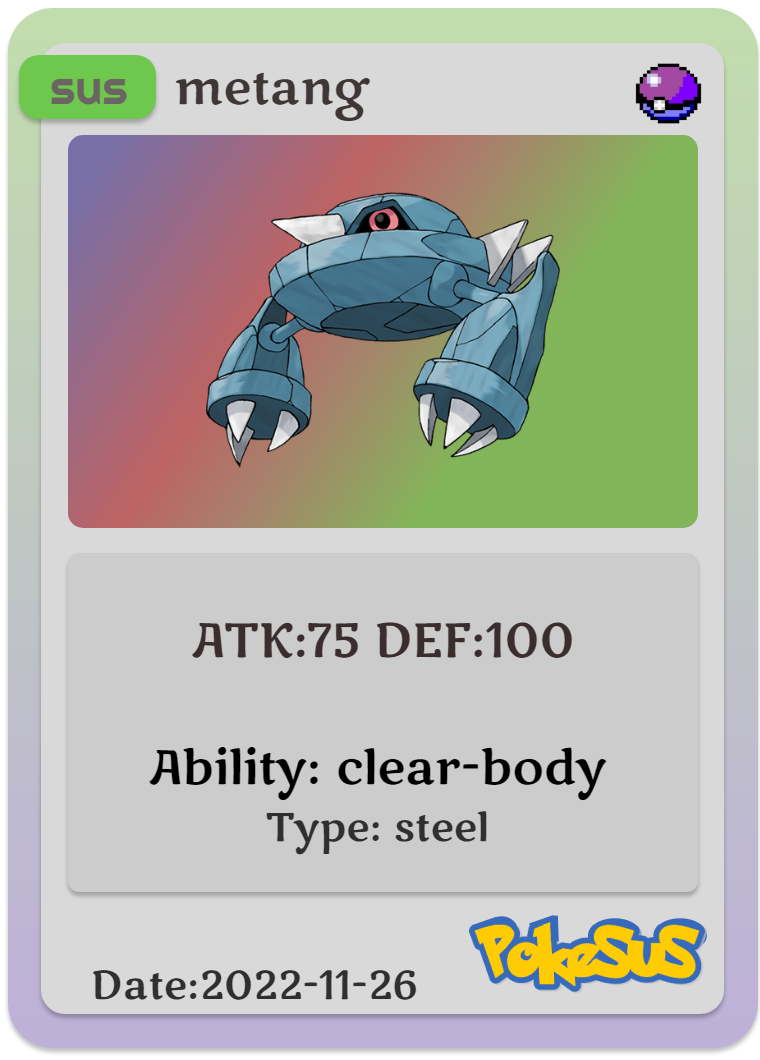 sus metang
ATK:75 DEF:100
Ability: clear-body
Type: steel
PokeSuS
Date:2022-11-26